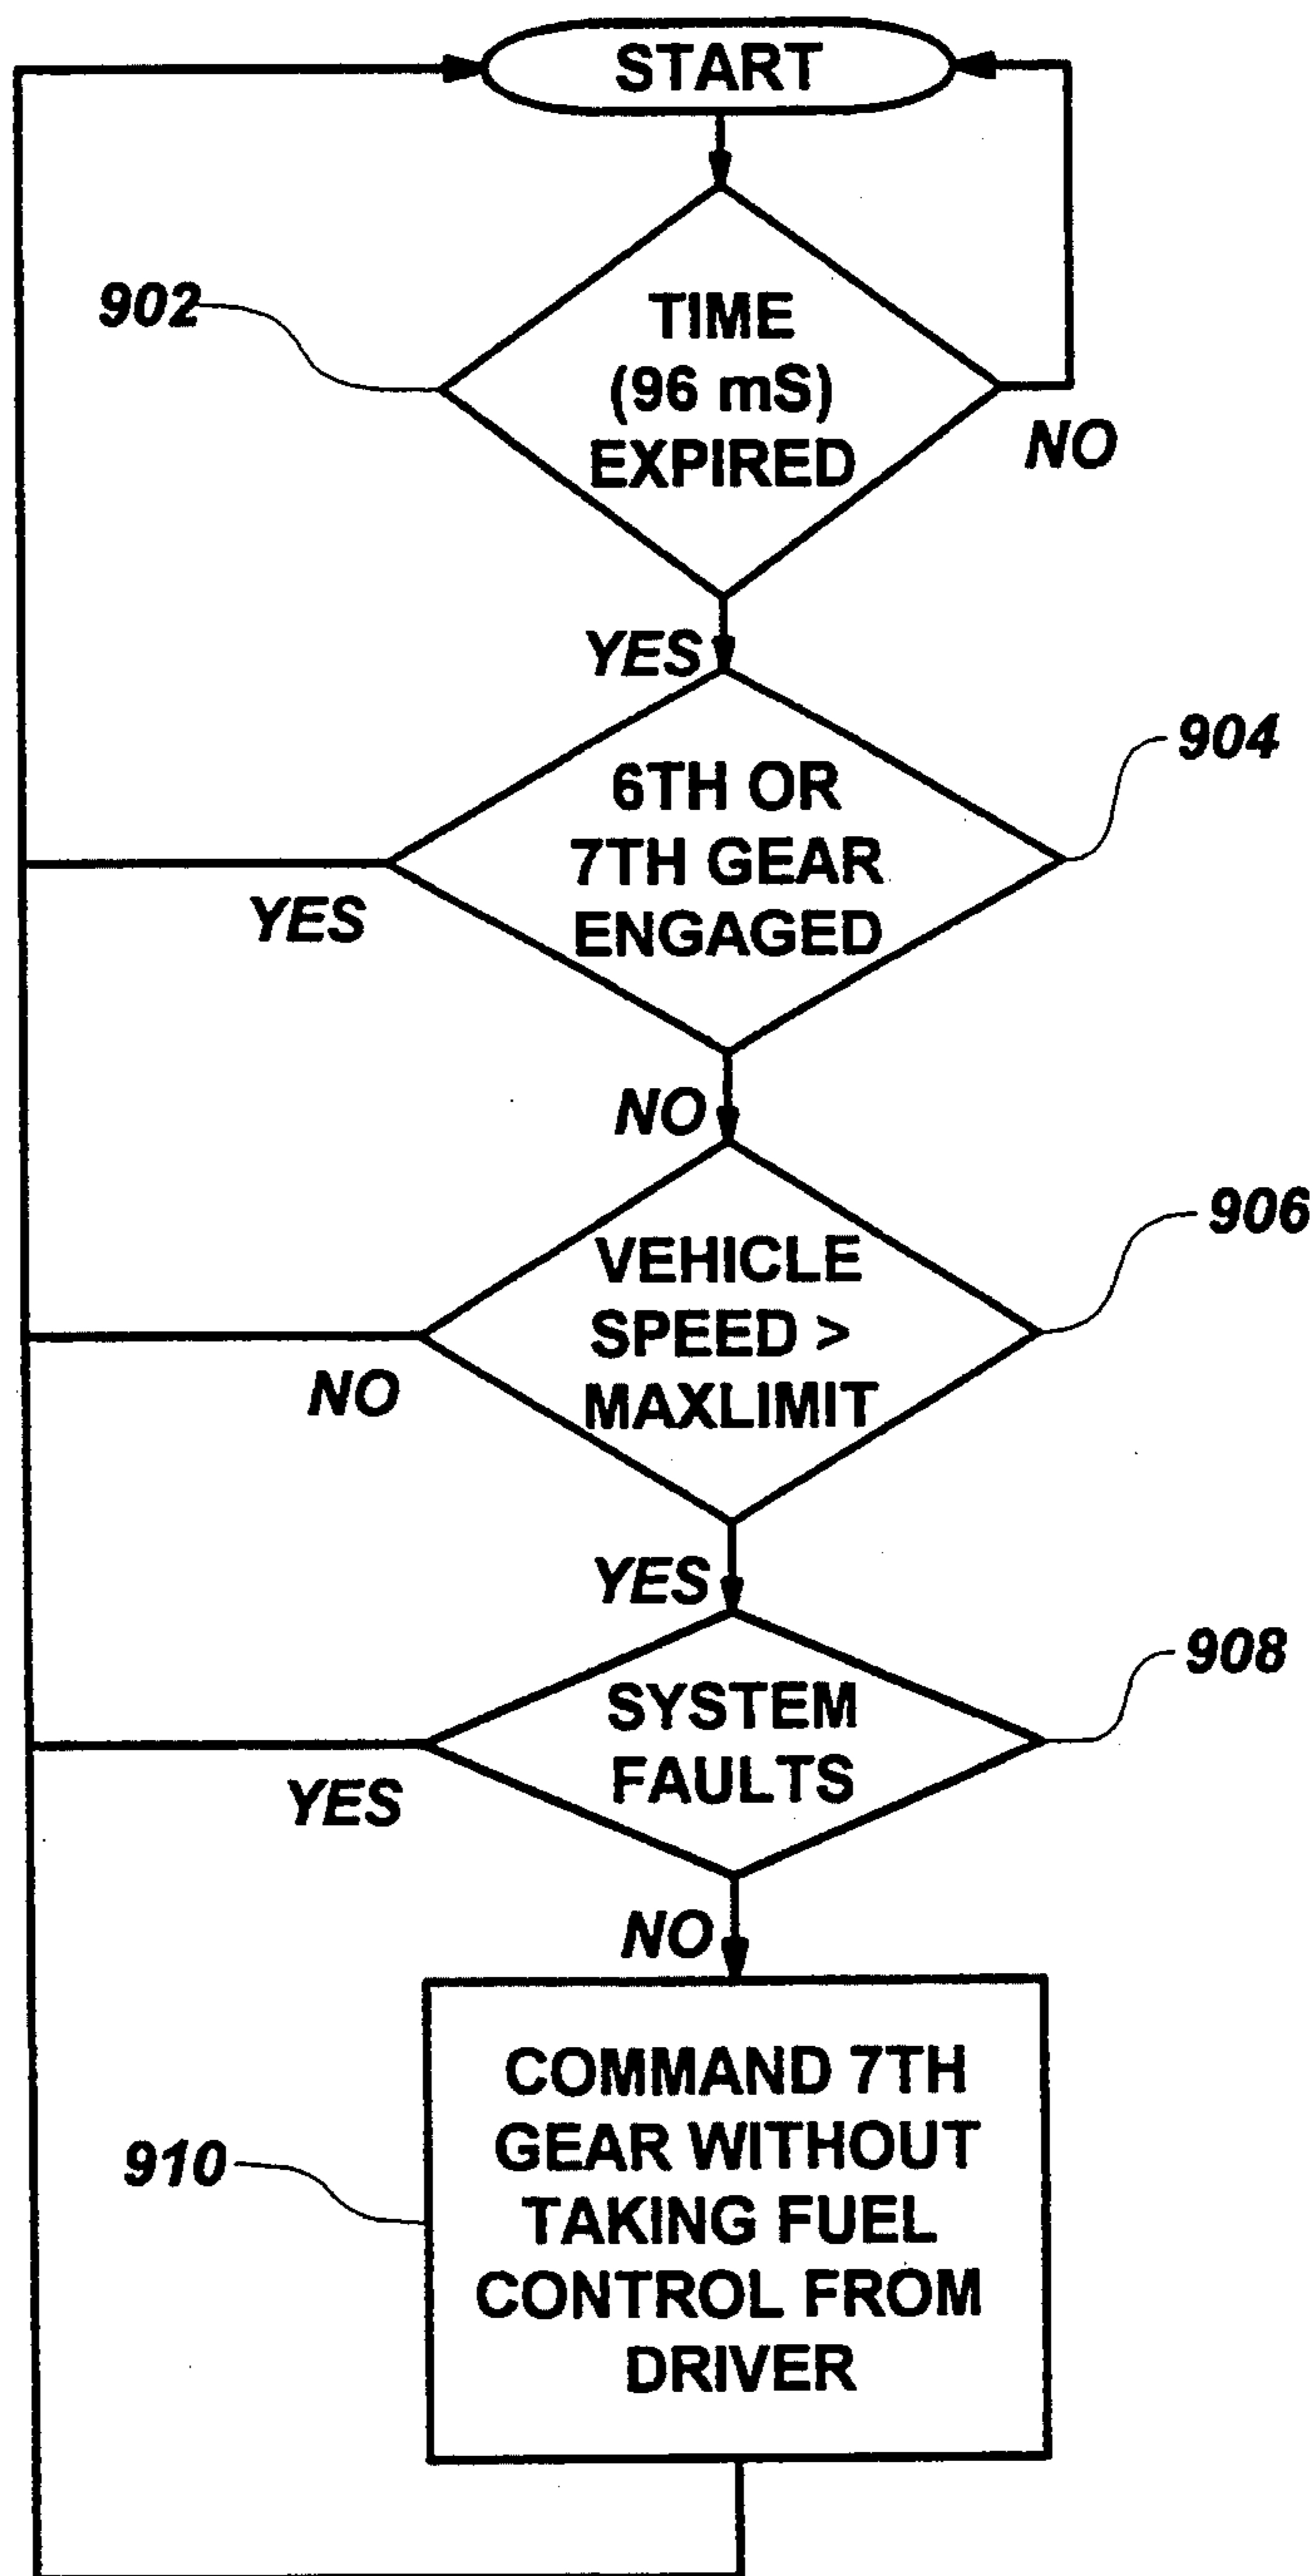 START
902
TIME
(96 mS)
EXPIRED
NO
YES
904
6TH OR
7TH GEAR
ENGAGED
YES
NO
906
VEHICLE
SPEED >
MAXLIMIT
NO
YES
908
SYSTEM
FAULTS
YES
NO
910
COMMAND 7TH
GEAR WITHOUT
TAKING FUEL
CONTROL FROM
DRIVER